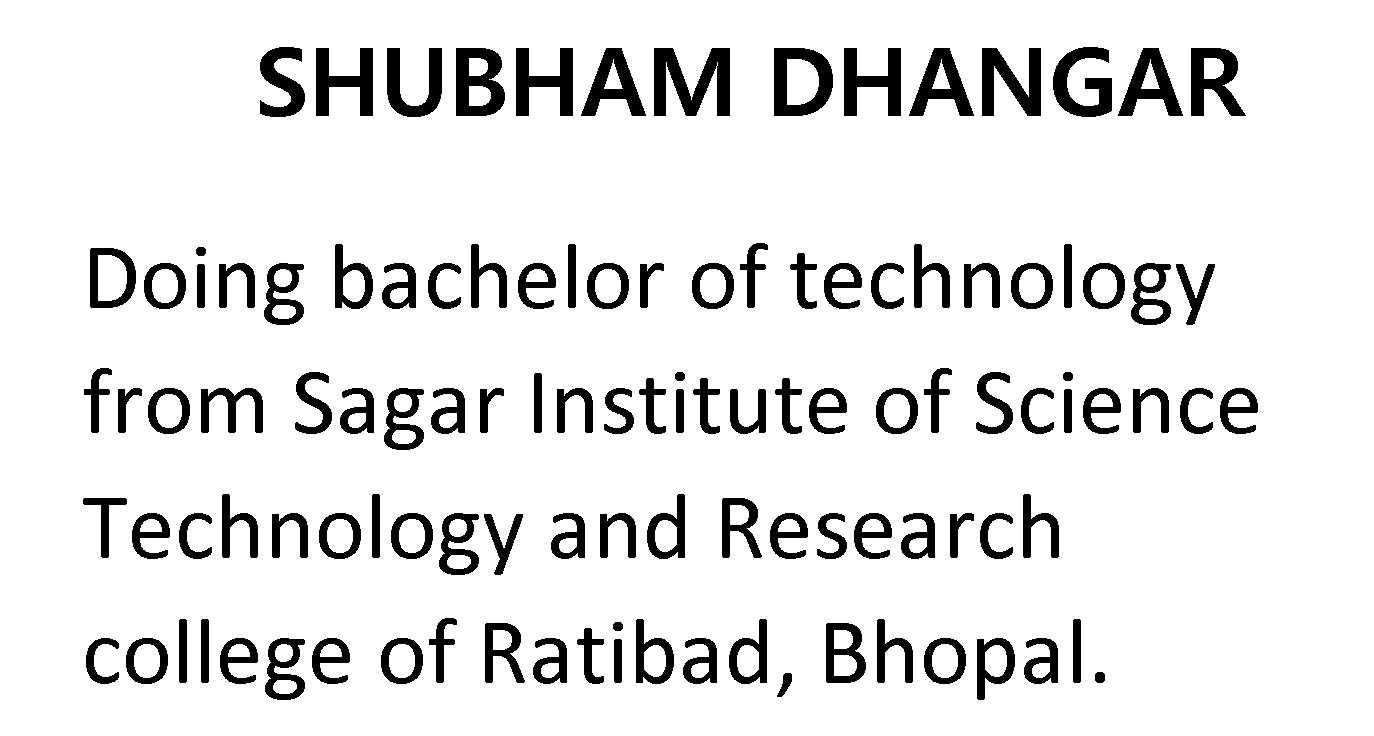 SHUBHAM DHANGAR
Doing bachelor of technology
from Sagar Institute of Science
Technology and Research
college of Ratibad, Bhopal.